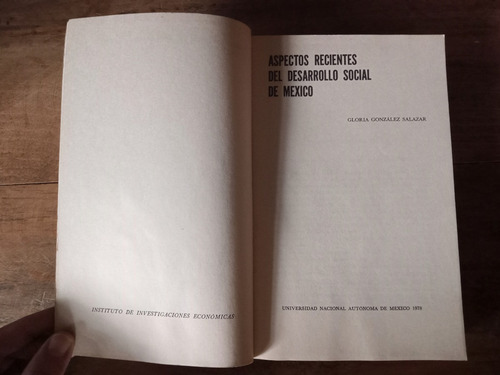 INSTITUTO DE INVESTIGACIONES ECONOMICAS
ASPECTOS RECIENTES
DEL DESARROLLO SOCIAL
DE MEXICO
GLORIA GONZALEZ SALAZAR
UNIVERSIDAD NACIONAL AUTONOMA DE MEXICO